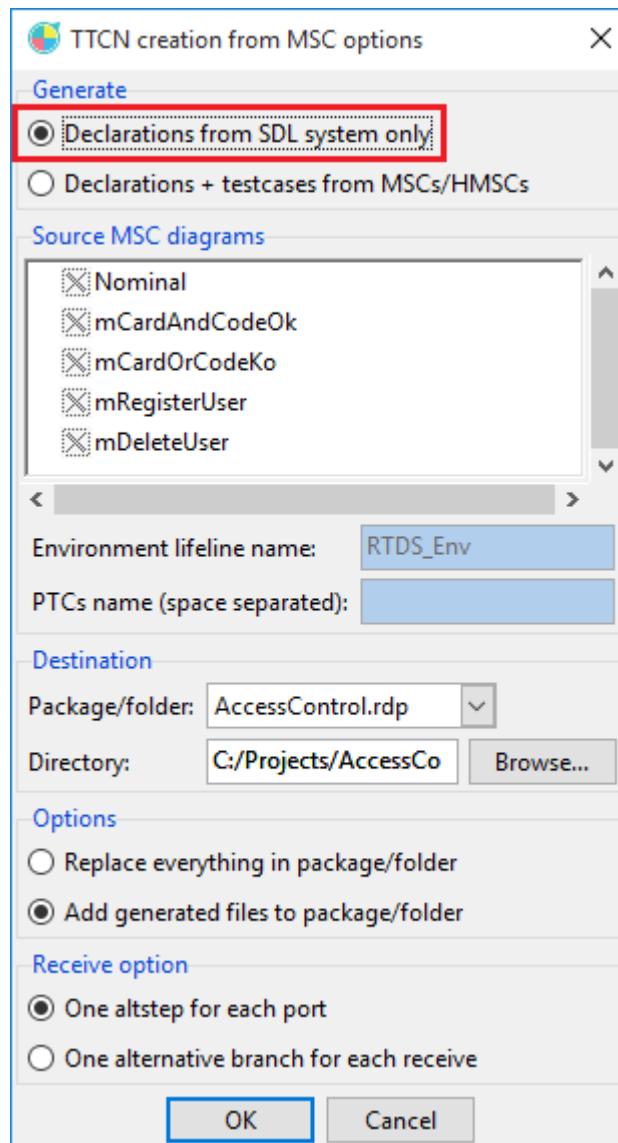 TTCN creation from MSC options
Generate
Declarations from SDL system only
Declarations + testcases from MSCs/HMSCs
Source MSC diagrams
Nominal
mCardAndCodeOk
mCardOrCodeKo
mRegisterUser
mDeleteUser
Environment lifeline name: RTDS_Env
PTCs name (space separated):
Destination
Package/folder: AccessControl.rdp
Directory: C:/Projects/AccessCo Browse...
Options
Replace everything in package/folder
Add generated files to package/folder
Receive option
One altstep for each port
One alternative branch for each receive
OK Cancel